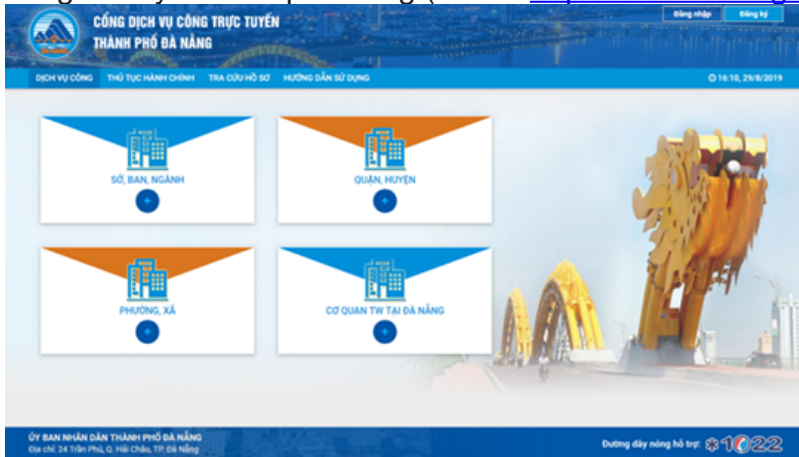 CỔNG DỊCH VỤ CÔNG TRỰC TUYẾN
THÀNH PHỐ ĐÀ NẴNG
Đăng nhập Đăng ký
DỊCH VỤ CÔNG THỦ TỤC HÀNH CHÍNH TRA CỨU HỒ SƠ HƯỚNG DẪN SỬ DỤNG 16:10, 29/8/2019
SỞ, BAN, NGÀNH QUẬN, HUYỆN
PHƯỜNG, XÃ CƠ QUAN TW TẠI ĐÀ NẴNG
ỦY BAN NHÂN DÂN THÀNH PHỐ ĐÀ NẴNG
Địa chỉ: 24 Trần Phú, Q. Hải Châu, TP. Đà Nẵng
Đường dây nóng hỗ trợ: *1022